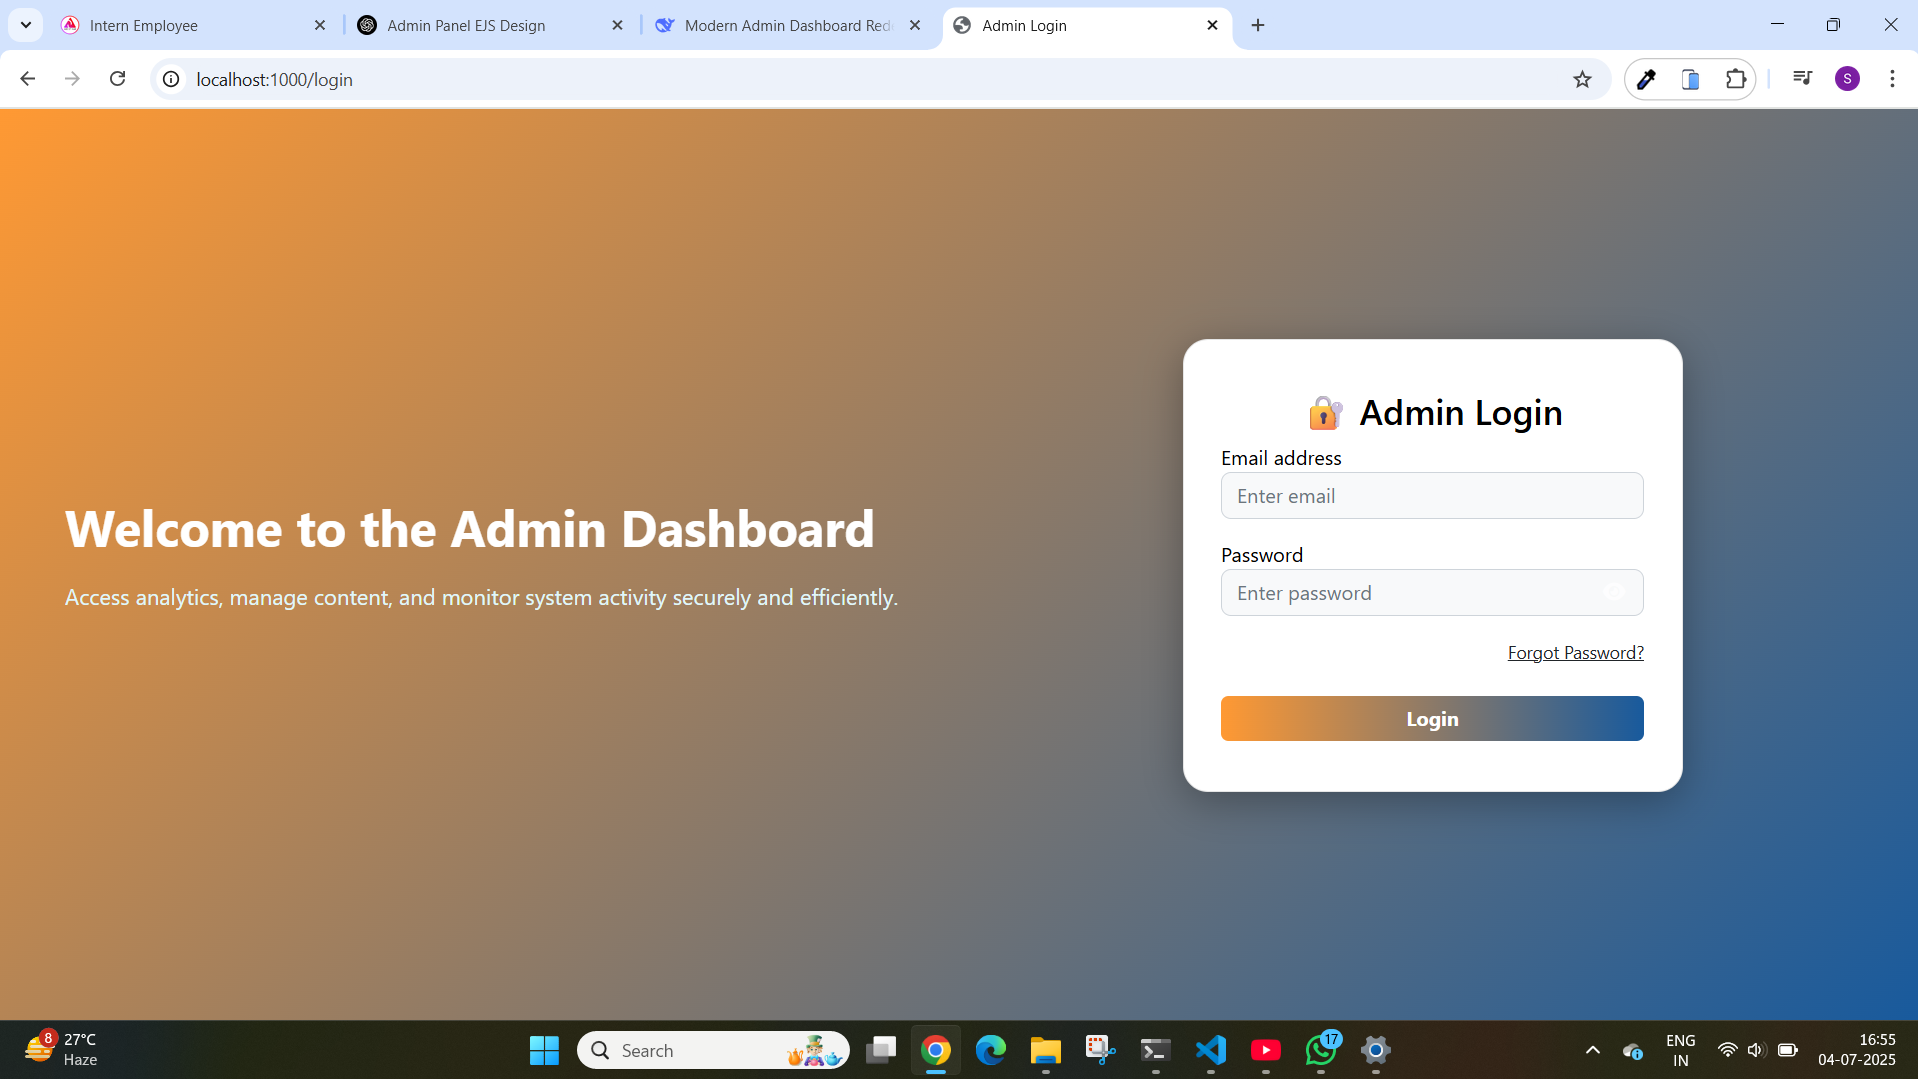 Intern Employee
Admin Panel EJS Design
Modern Admin Dashboard Red
Admin Login
localhost:1000/login
S
Welcome to the Admin Dashboard
Access analytics, manage content, and monitor system activity securely and efficiently.
🔐 Admin Login
Email address
Enter email
Password
Enter password
Forgot Password?
Login
8
27°C
Haze
Search
17
ENG
IN
16:55
04-07-2025